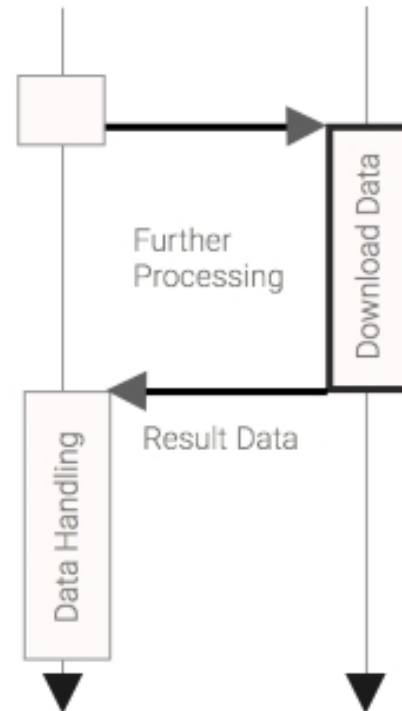 Further
Processing
Download Data
Result Data
Data Handling